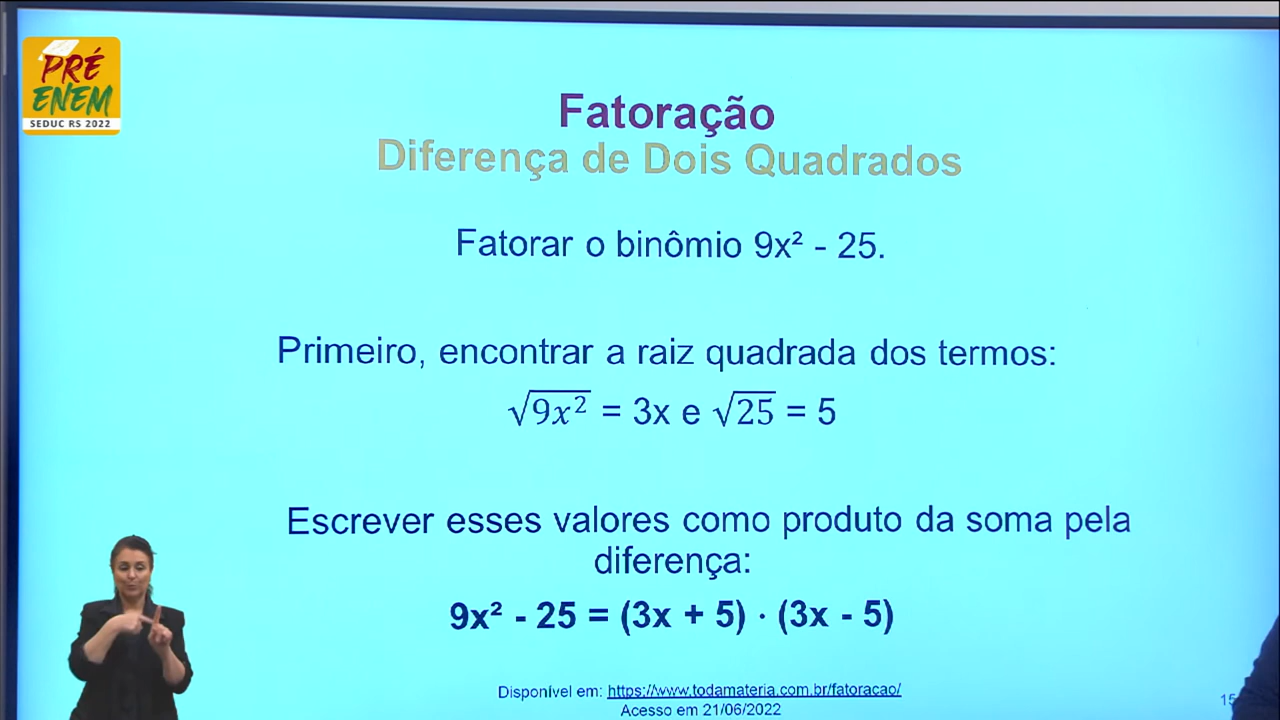 PRÉ
ENEM
SEDUC RS 2022
Fatoração
Diferença de Dois Quadrados
Fatorar o binômio 9x² - 25.
Primeiro, encontrar a raiz quadrada dos termos:
√9x² = 3x e √25 = 5
Escrever esses valores como produto da soma pela
diferença:
9x² - 25 = (3x + 5) · (3x - 5)
Disponível em: https://www.todamateria.com.br/fatoracao/
Acesso em 21/06/2022
15